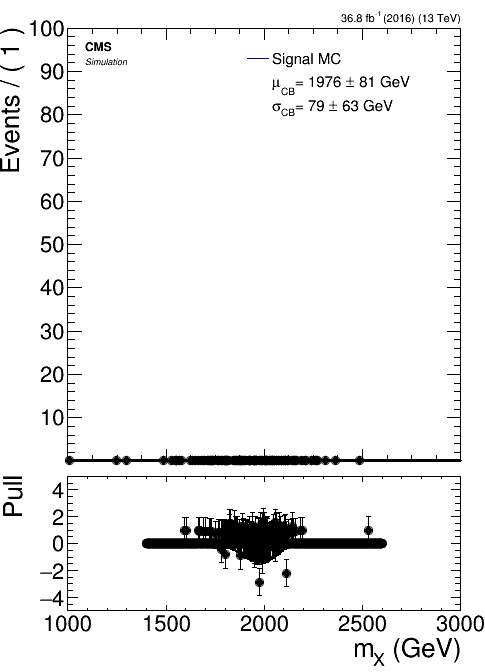 36.8 fb⁻¹ (2016) (13 TeV)
CMS
Simulation
Signal MC
μ_CB = 1976 ± 81 GeV
σ_CB = 79 ± 63 GeV
Events / ( 1 )
100
90
80
70
60
50
40
30
20
10
Pull
4
2
0
−2
−4
1000 1500 2000 2500 3000
m_X (GeV)